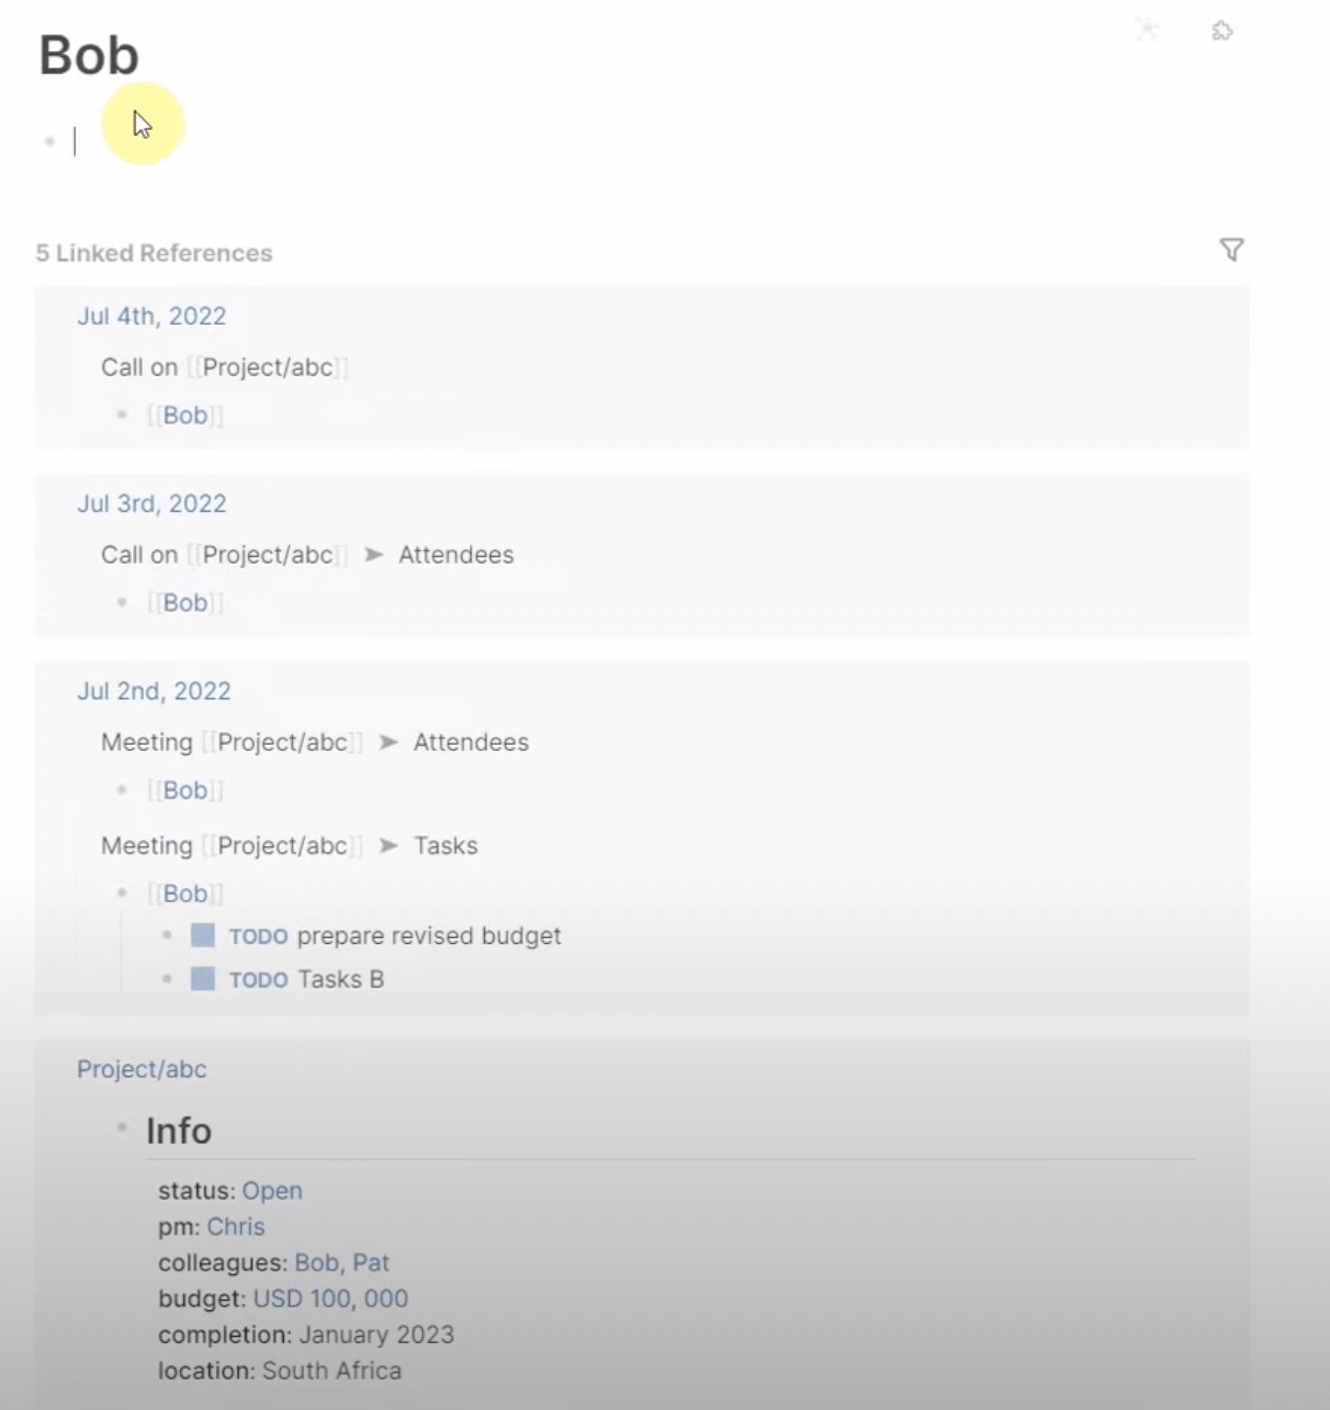 Bob
5 Linked References
Jul 4th, 2022
Call on [[Project/abc]]
[[Bob]]
Jul 3rd, 2022
Call on [[Project/abc]] ➤ Attendees
[[Bob]]
Jul 2nd, 2022
Meeting [[Project/abc]] ➤ Attendees
[[Bob]]
Meeting [[Project/abc]] ➤ Tasks
[[Bob]]
TODO prepare revised budget
TODO Tasks B
Project/abc
Info
status: Open
pm: Chris
colleagues: Bob, Pat
budget: USD 100, 000
completion: January 2023
location: South Africa